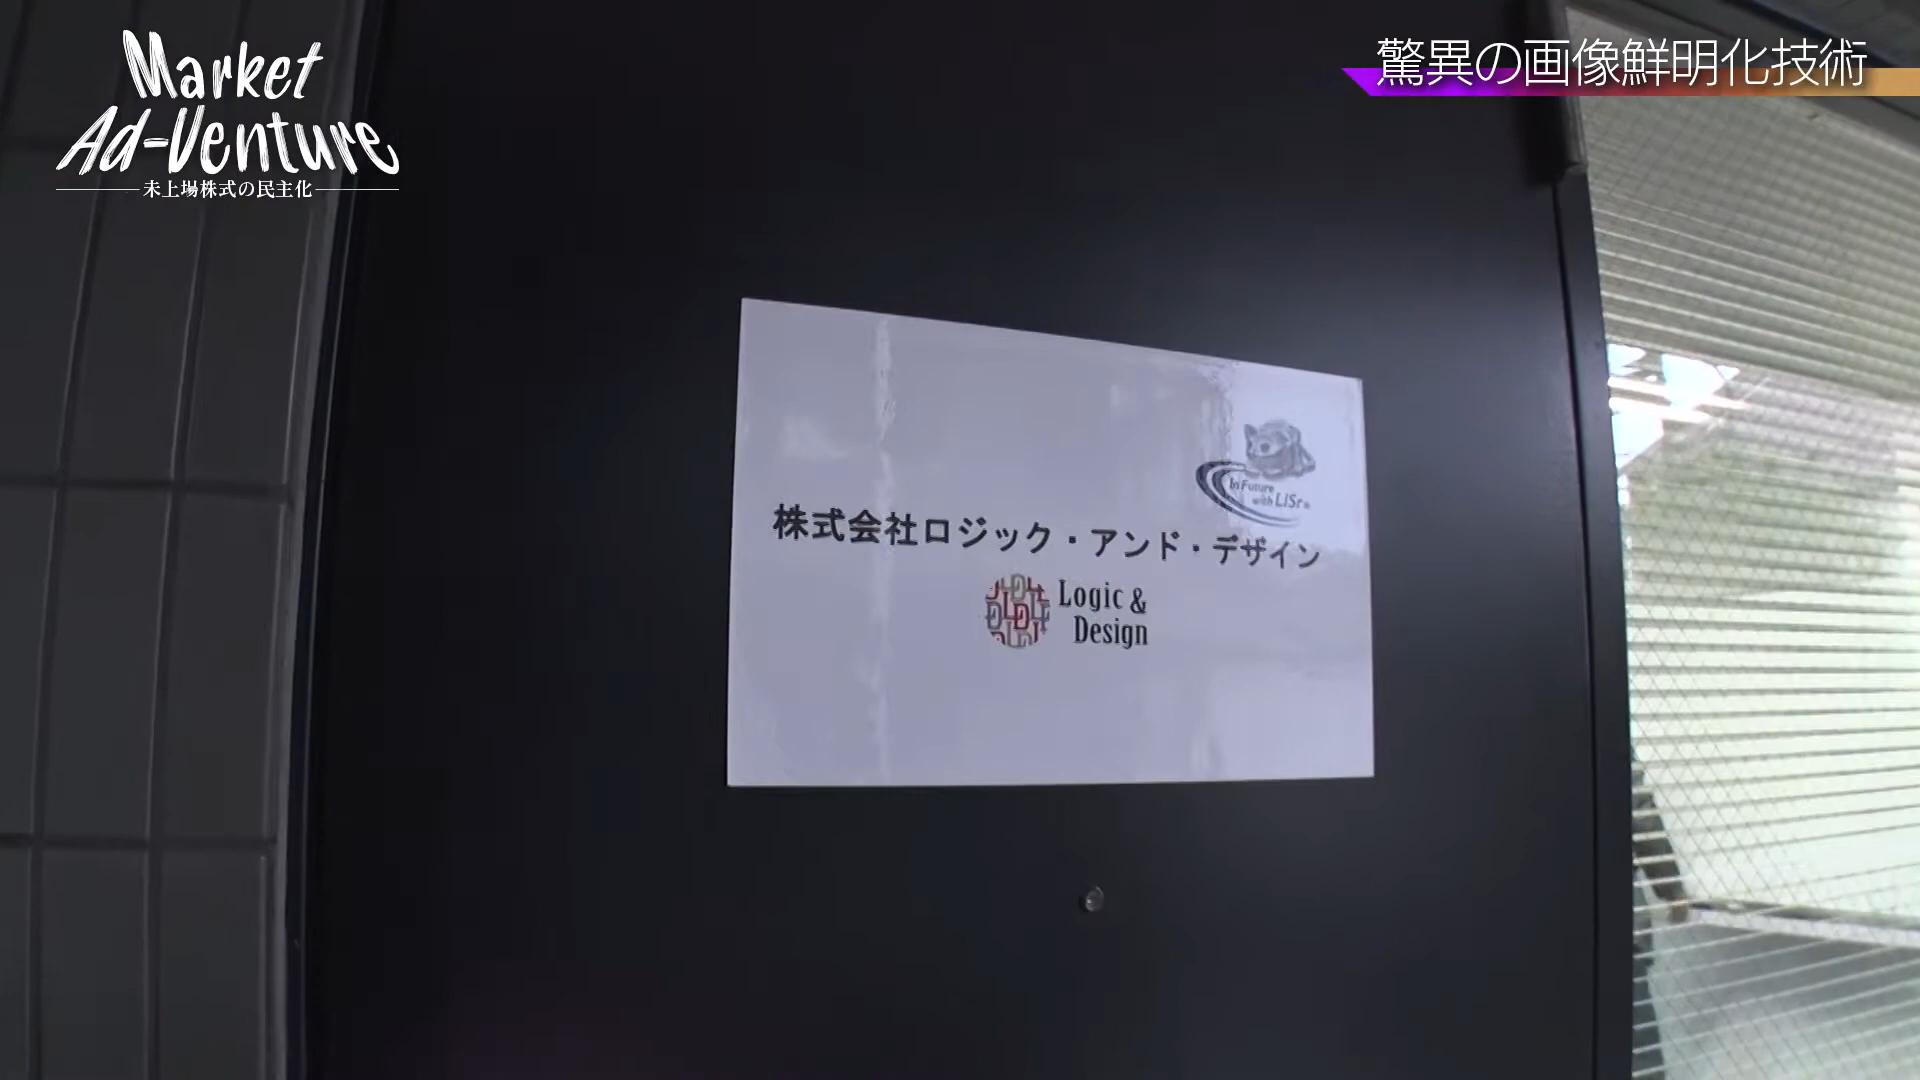 Market
Ad-Venture
未上場株式の民主化
驚異の画像鮮明化技術
In Future
with LISr
株式会社ロジック・アンド・デザイン
Logic &
Design